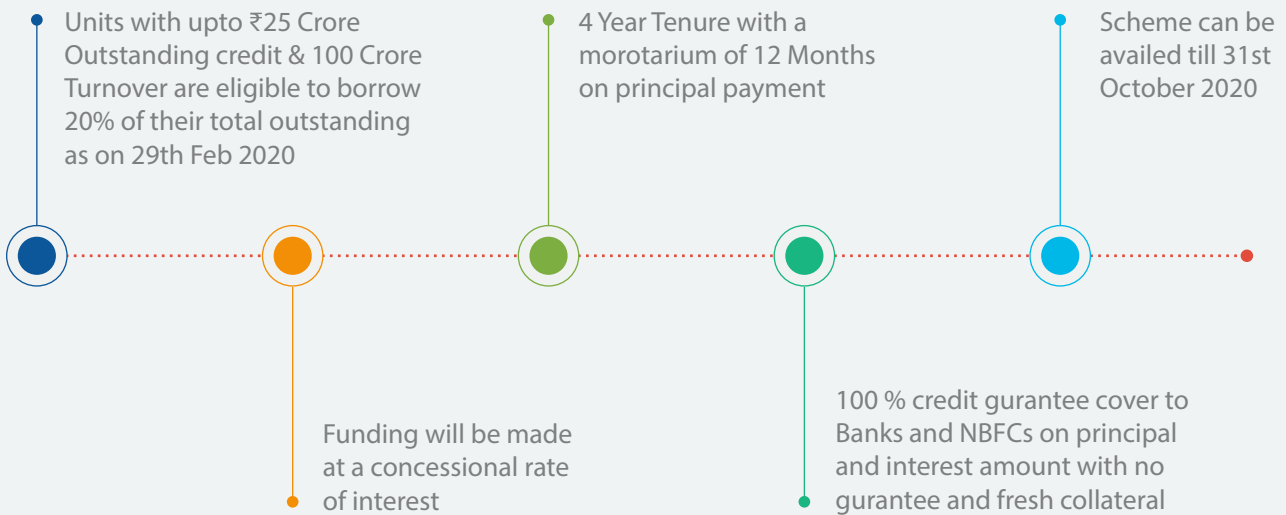 Units with upto ₹25 Crore
Outstanding credit & 100 Crore
Turnover are eligible to borrow
20% of their total outstanding
as on 29th Feb 2020
Funding will be made
at a concessional rate
of interest
4 Year Tenure with a
morotarium of 12 Months
on principal payment
100 % credit gurantee cover to
Banks and NBFCs on principal
and interest amount with no
gurantee and fresh collateral
Scheme can be
availed till 31st
October 2020